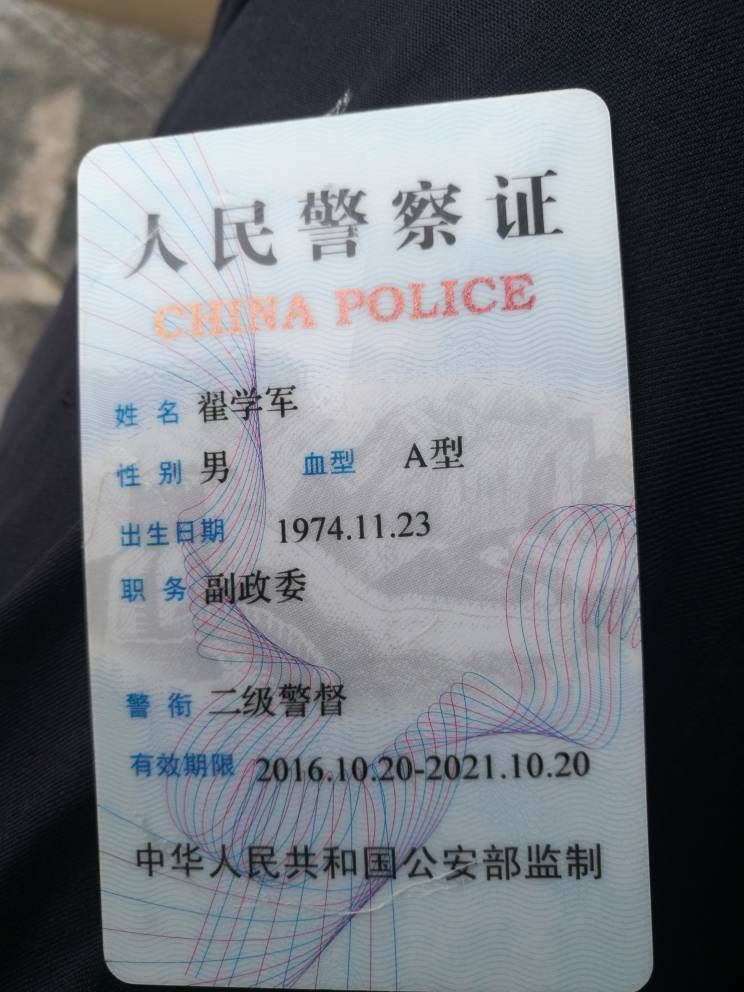 人民警察证
CHINA POLICE
姓名 翟学军
性别 男 血型 A型
出生日期 1974.11.23
职务 副政委
警衔 二级警督
有效期限 2016.10.20-2021.10.20
中华人民共和国公安部监制